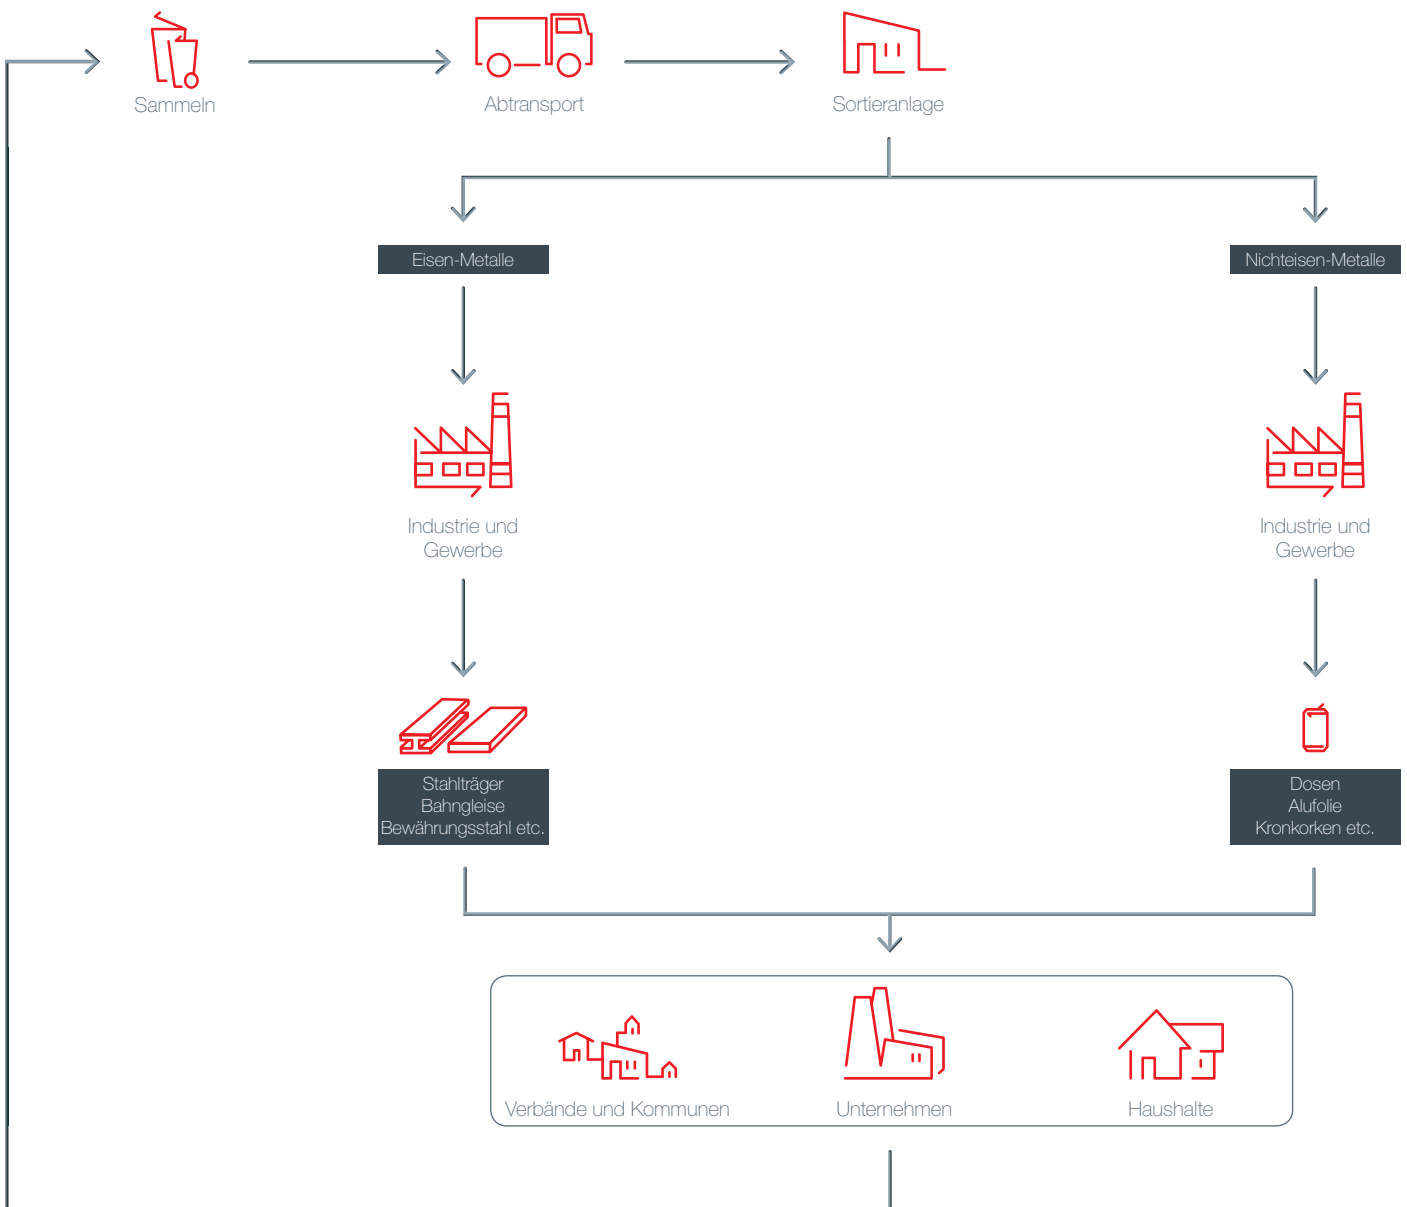 Sammeln
Abtransport
Sortieranlage
Eisen-Metalle
Nichteisen-Metalle
Industrie und
Gewerbe
Industrie und
Gewerbe
Stahlträger
Bahngleise
Bewährungsstahl etc.
Dosen
Alufolie
Kronkorken etc.
Verbände und Kommunen
Unternehmen
Haushalte